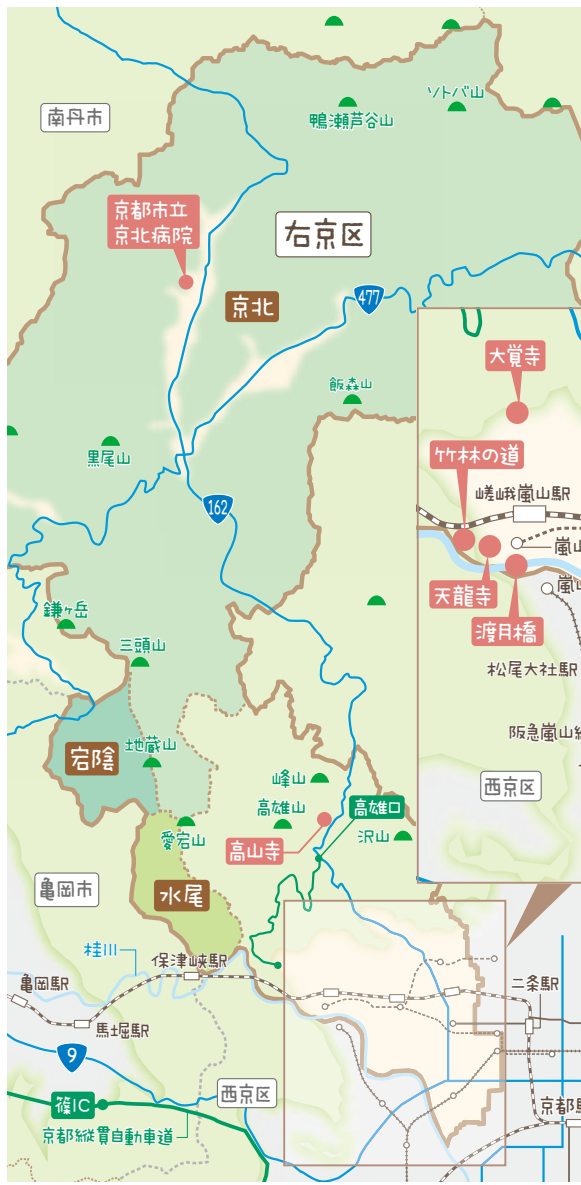 ソトバ山
南丹市
鴨瀬芦谷山
京都市立
京北病院
右京区
京北
477
大覚寺
飯森山
竹林の道
黒尾山
嵯峨嵐山駅
162
嵐山
嵐山
天龍寺
鎌ヶ岳
渡月橋
三頭山
松尾大社駅
地蔵山
宕陰
阪急嵐山線
峰山
西京区
高雄山
高雄口
愛宕山
沢山
高山寺
亀岡市
水尾
桂川
保津峡駅
亀岡駅
二条駅
馬堀駅
9
西京区
篠IC
京都駅
京都縦貫自動車道